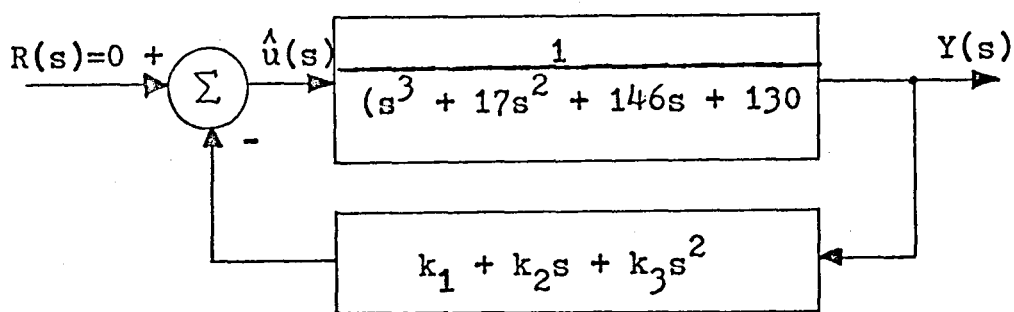 R(s)=0 +
Σ
-
û(s)
1
(s³ + 17s² + 146s + 130
Y(s)
k₁ + k₂s + k₃s²